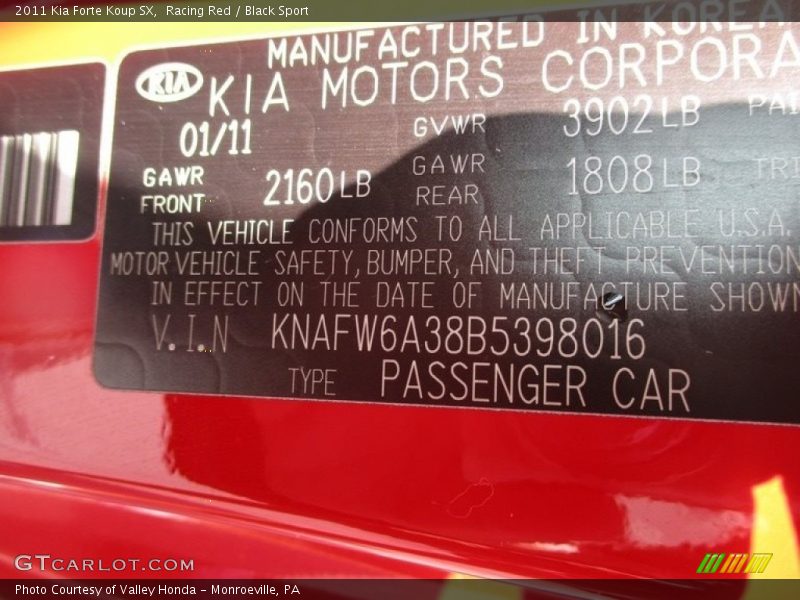 2011 Kia Forte Koup SX,  Racing Red / Black Sport
MANUFACTURED IN KOREA
KIA KIA MOTORS CORPORA
01/11 GVWR 3902LB PAI
GAWR FRONT 2160LB GAWR REAR 1808LB TRI
THIS VEHICLE CONFORMS TO ALL APPLICABLE U.S.A.
MOTOR VEHICLE SAFETY, BUMPER, AND THEFT PREVENTION
IN EFFECT ON THE DATE OF MANUFACTURE SHOWN
V.I.N KNAFW6A38B5398016
TYPE PASSENGER CAR
GTCARLOT.COM
Photo Courtesy of Valley Honda - Monroeville, PA